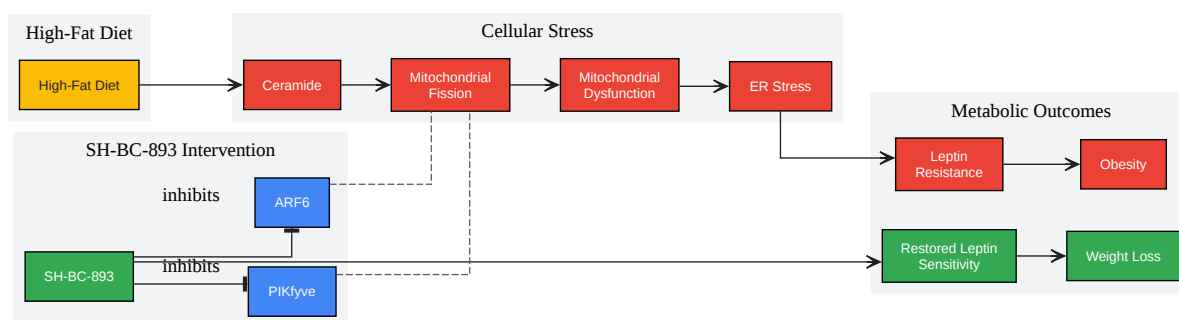 High-Fat Diet
High-Fat Diet
Cellular Stress
Ceramide
Mitochondrial
Fission
Mitochondrial
Dysfunction
ER Stress
SH-BC-893 Intervention
inhibits
ARF6
SH-BC-893
inhibits
PIKfyve
Metabolic Outcomes
Leptin
Resistance
Obesity
Restored Leptin
Sensitivity
Weight Loss